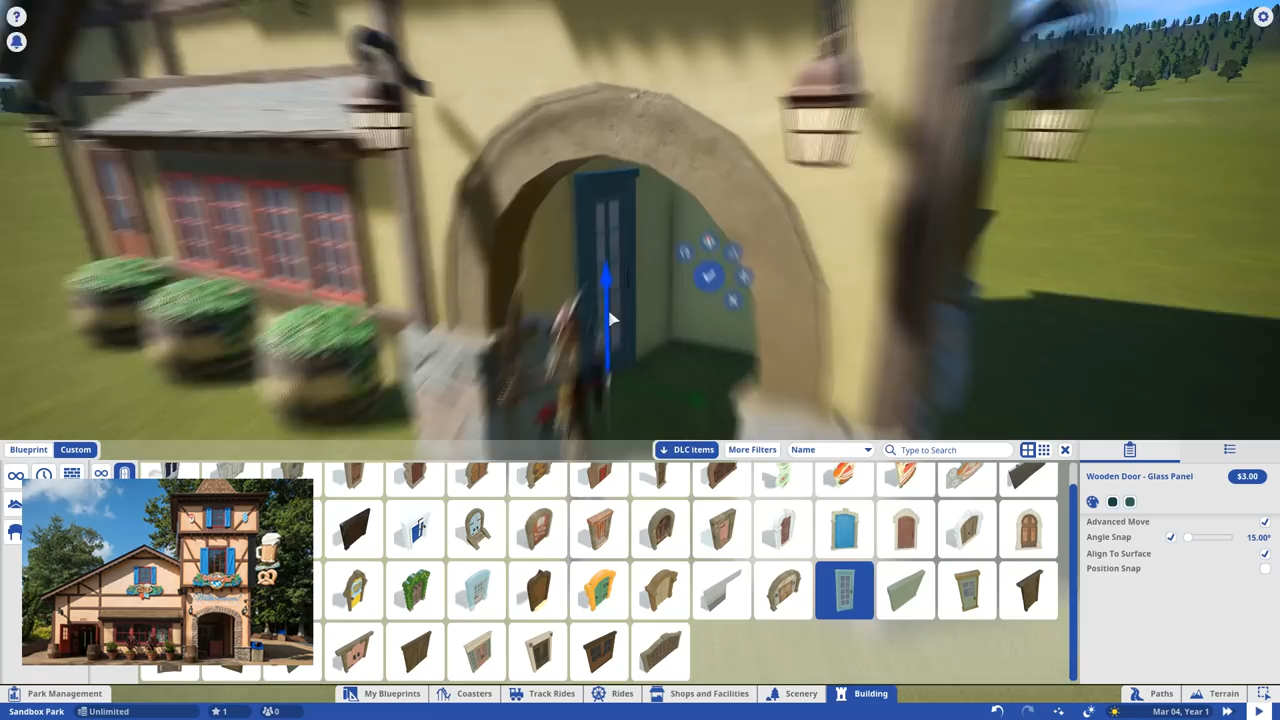 Blueprint
Custom
DLC items
More Filters
Name
Type to Search
Wooden Door - Glass Panel
$3.00
Advanced Move
Angle Snap
15.00°
Align To Surface
Position Snap
Park Management
My Blueprints
Coasters
Track Rides
Rides
Shops and Facilities
Scenery
Building
Paths
Terrain
Sandbox Park
Unlimited
1
0
Mar 04, Year 1